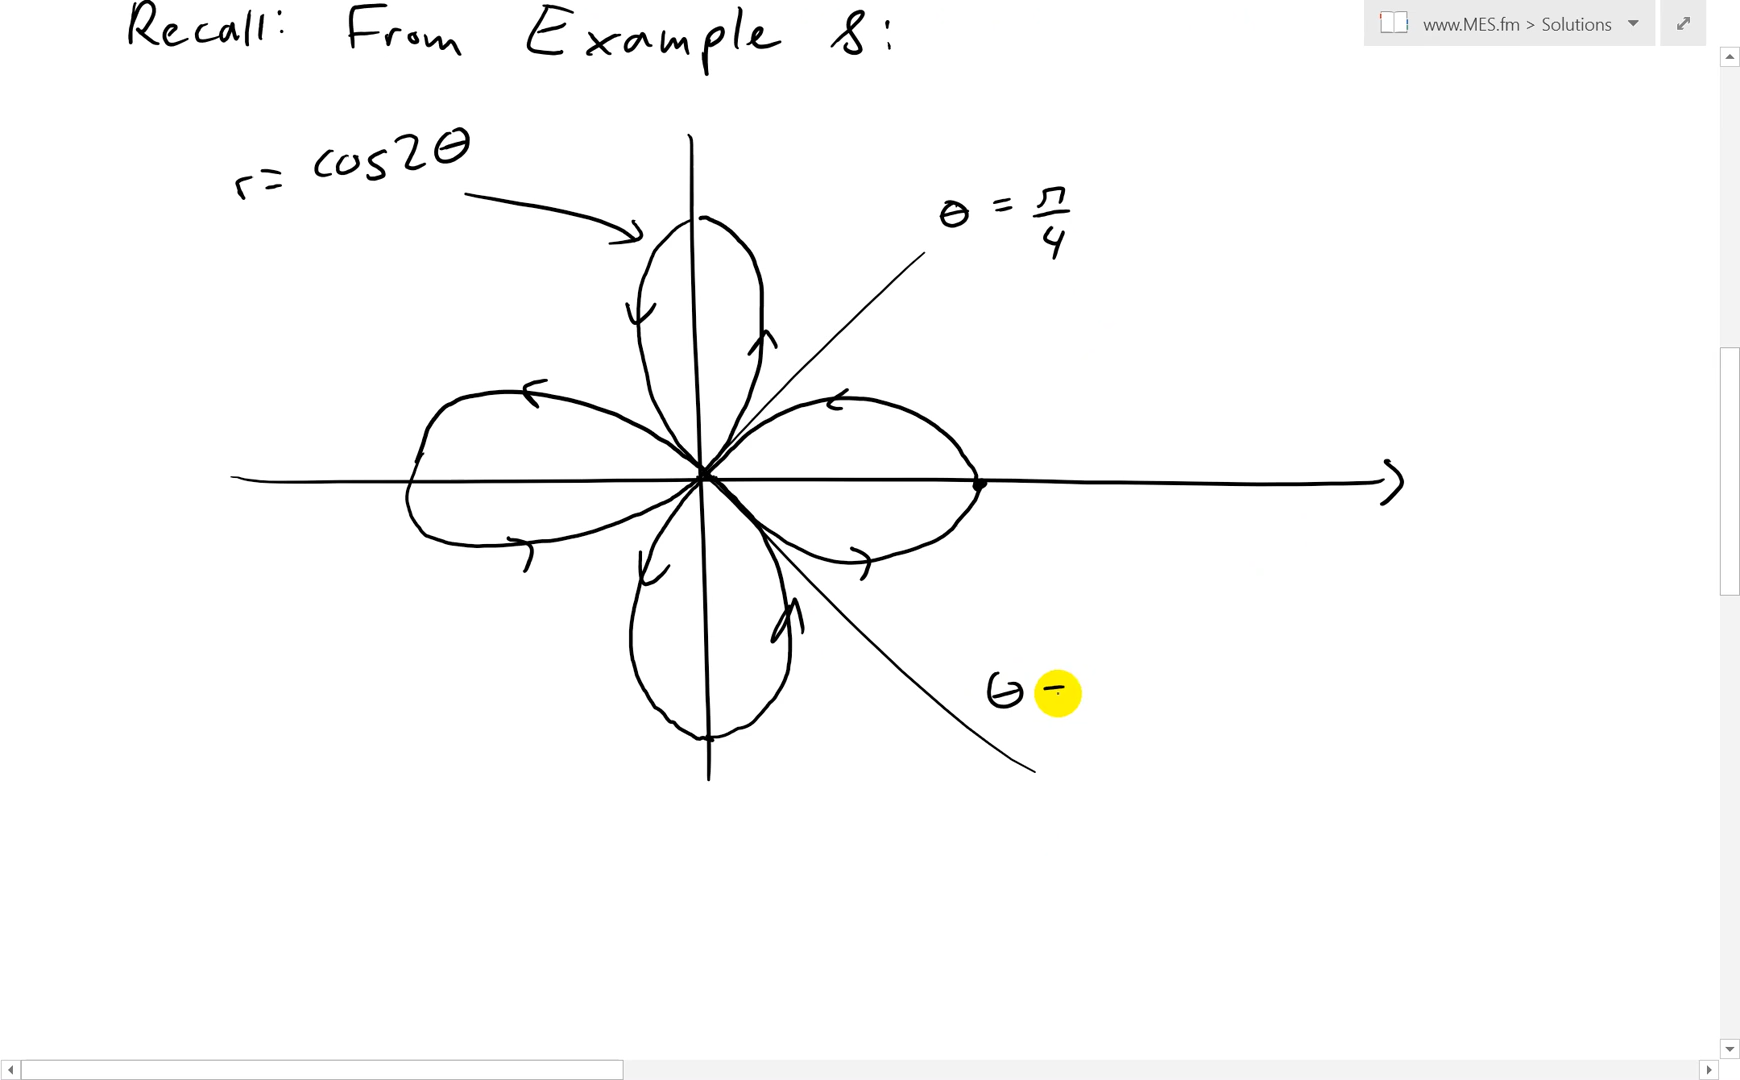 Recall: From Example 8:
www.MES.fm > Solutions
r = cos2θ
θ = π/4
θ -